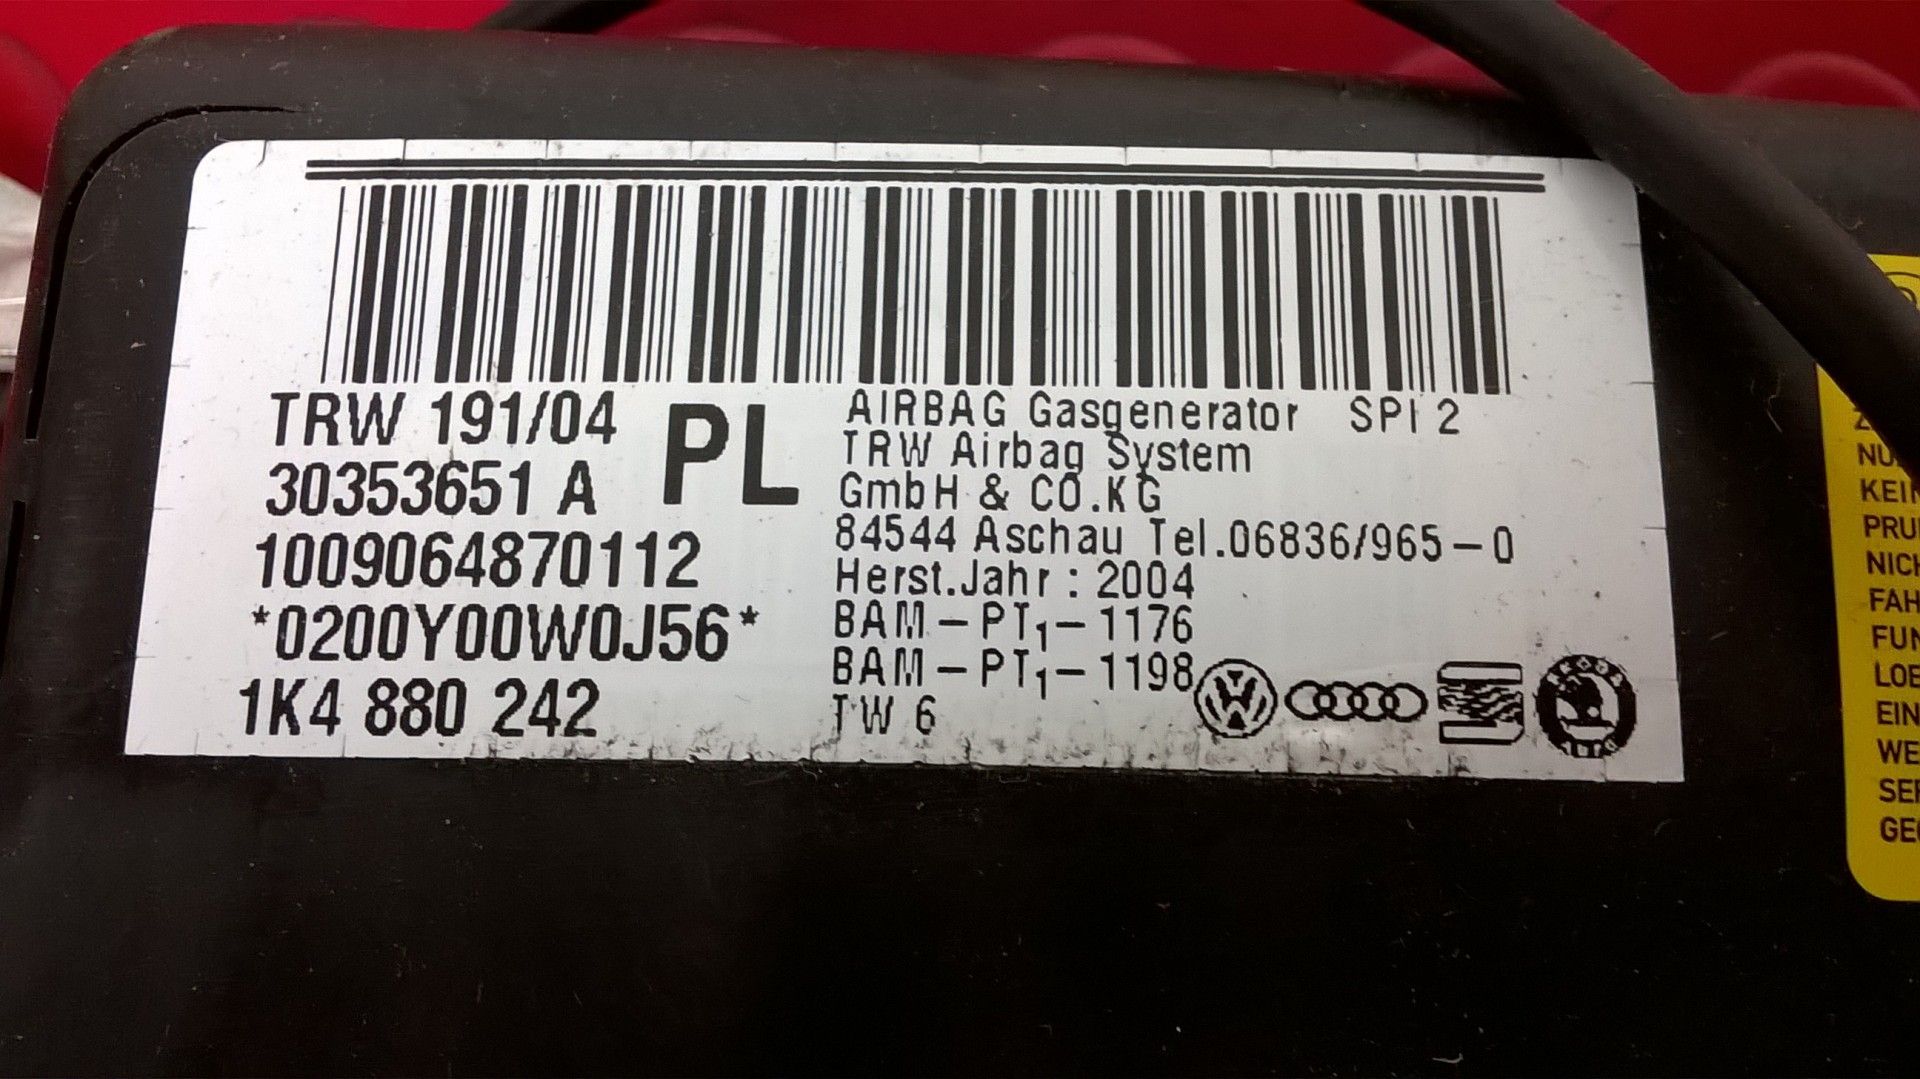 TRW 191/04
30353651 A
PL
1009064870112
*0200Y00W0J56*
1K4 880 242
AIRBAG Gasgenerator SPI 2
TRW Airbag System
GmbH & CO.KG
84544 Aschau Tel.06836/965-0
Herst.Jahr: 2004
BAM-PT1-1176
BAM-PT1-1198
TW 6